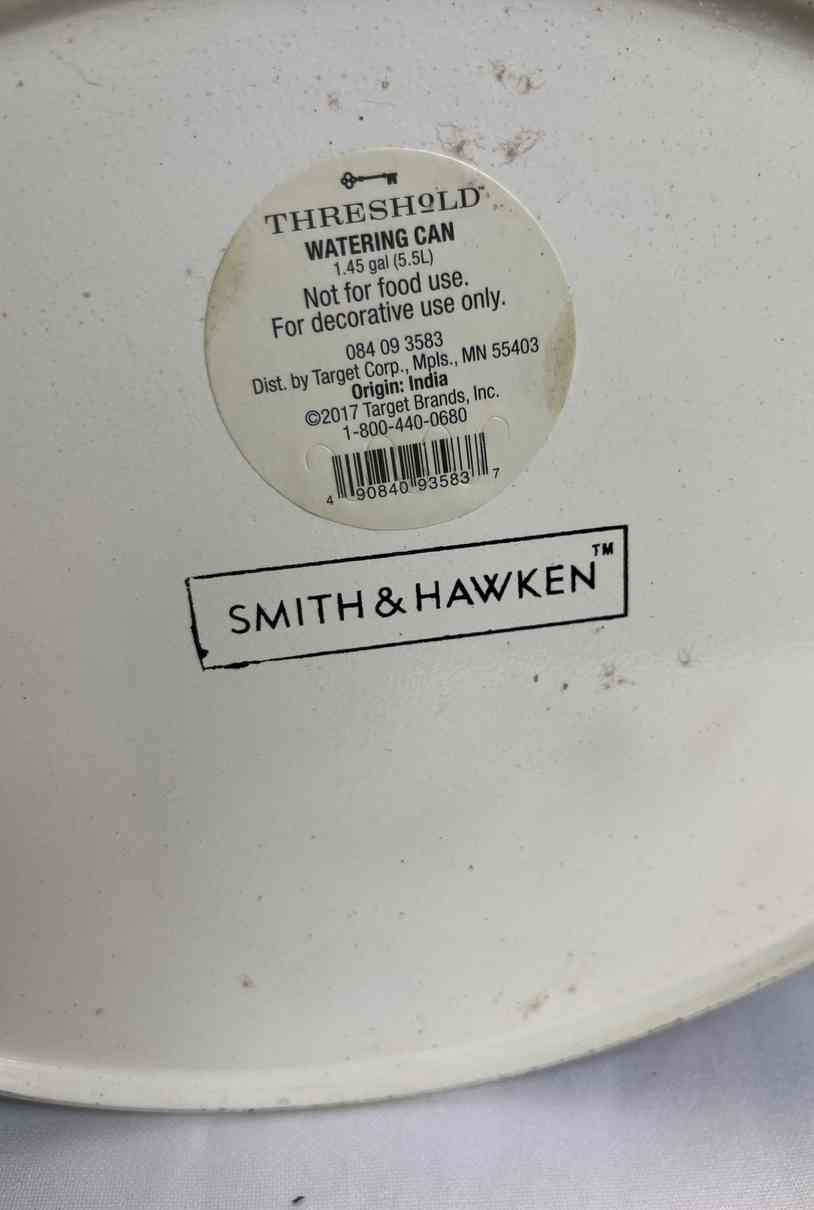 THRESHOLD™
WATERING CAN
1.45 gal (5.5L)
Not for food use.
For decorative use only.
084 09 3583
Dist. by Target Corp., Mpls., MN 55403
Origin: India
©2017 Target Brands, Inc.
1-800-440-0680
4 90840 93583 7
SMITH & HAWKEN™